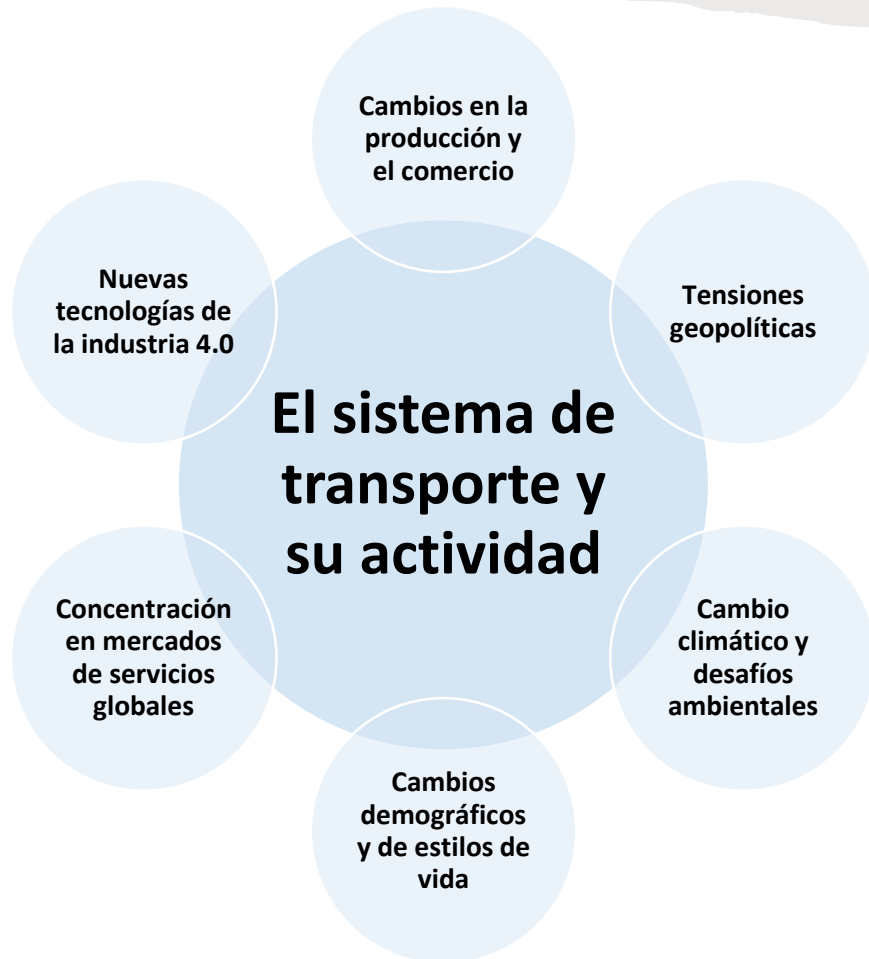 Cambios en la
producción y
el comercio
Nuevas
tecnologías de
la industria 4.0
Tensiones
geopolíticas
El sistema de
transporte y
su actividad
Concentración
en mercados
de servicios
globales
Cambio
climático y
desafíos
ambientales
Cambios
demográficos
y de estilos de
vida